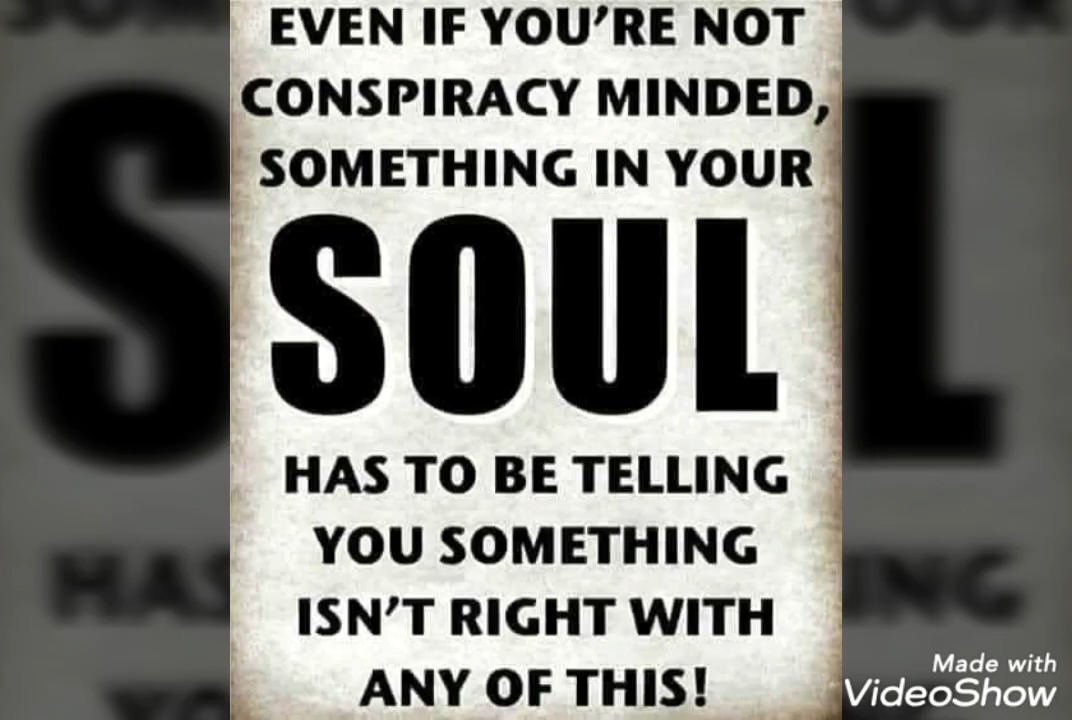 EVEN IF YOU'RE NOT
CONSPIRACY MINDED,
SOMETHING IN YOUR
SOUL
HAS TO BE TELLING
YOU SOMETHING
ISN'T RIGHT WITH
ANY OF THIS!
Made with
VideoShow